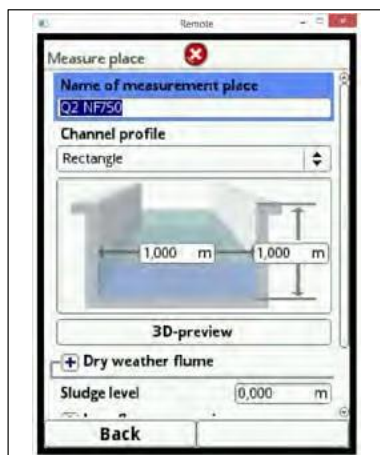 Remote
Measure place
Name of measurement place
Q2 NF750
Channel profile
Rectangle
1,000 m 1,000 m
3D-preview
Dry weather flume
Sludge level 0,000 m
Back